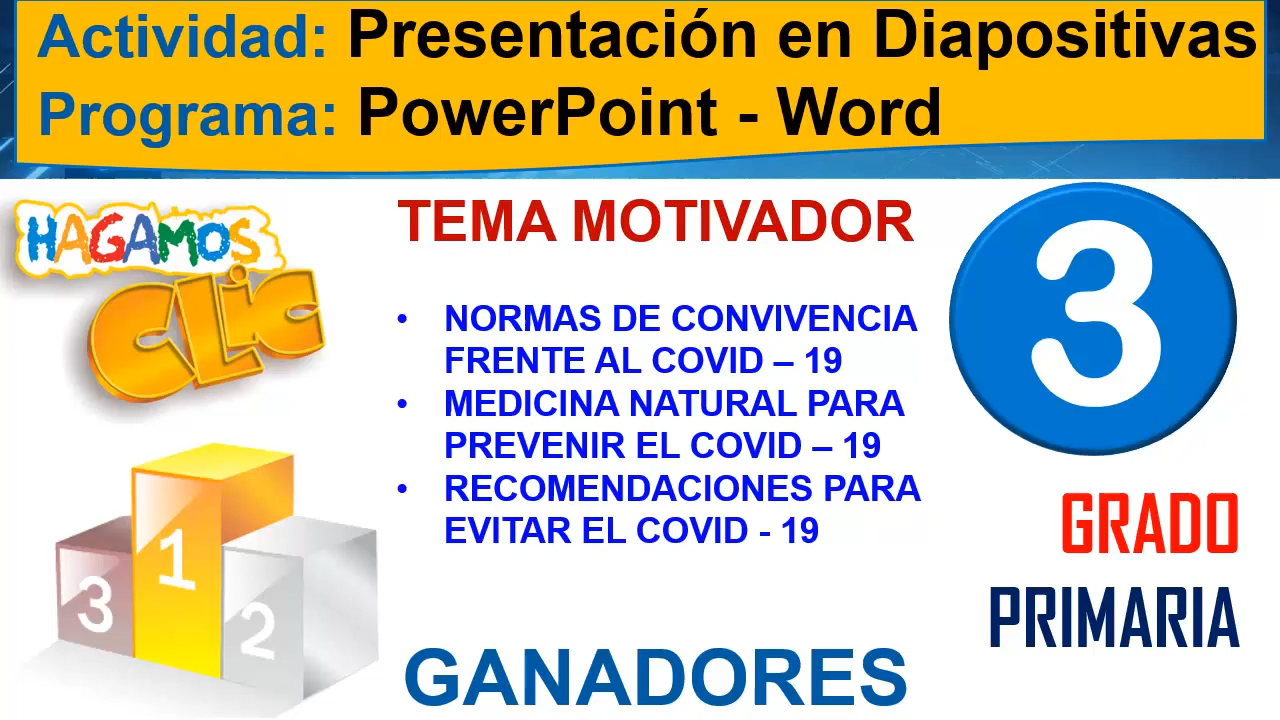 Actividad: Presentación en Diapositivas
Programa: PowerPoint - Word
HAGAMOS
CLIC
TEMA MOTIVADOR
• NORMAS DE CONVIVENCIA
FRENTE AL COVID – 19
• MEDICINA NATURAL PARA
PREVENIR EL COVID – 19
• RECOMENDACIONES PARA
EVITAR EL COVID - 19
3
GRADO
PRIMARIA
1
3
2
GANADORES